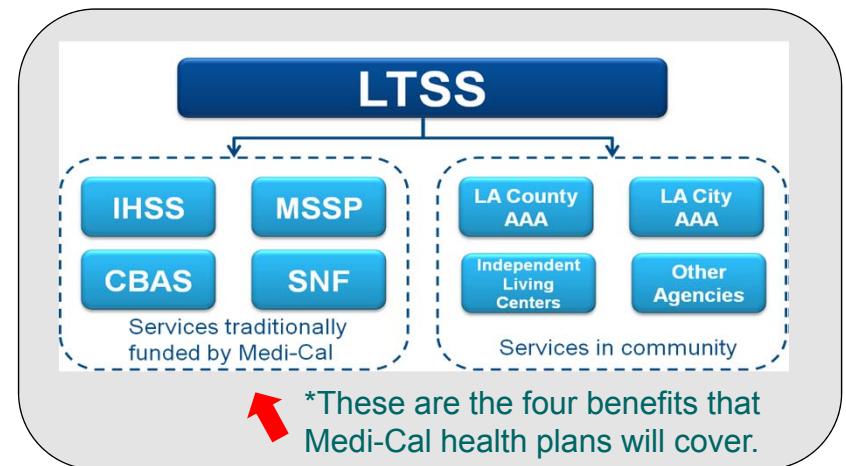 LTSS
IHSS
MSSP
CBAS
SNF
Services traditionally
funded by Medi-Cal
LA County
AAA
LA City
AAA
Independent
Living
Centers
Other
Agencies
Services in community
*These are the four benefits that
Medi-Cal health plans will cover.